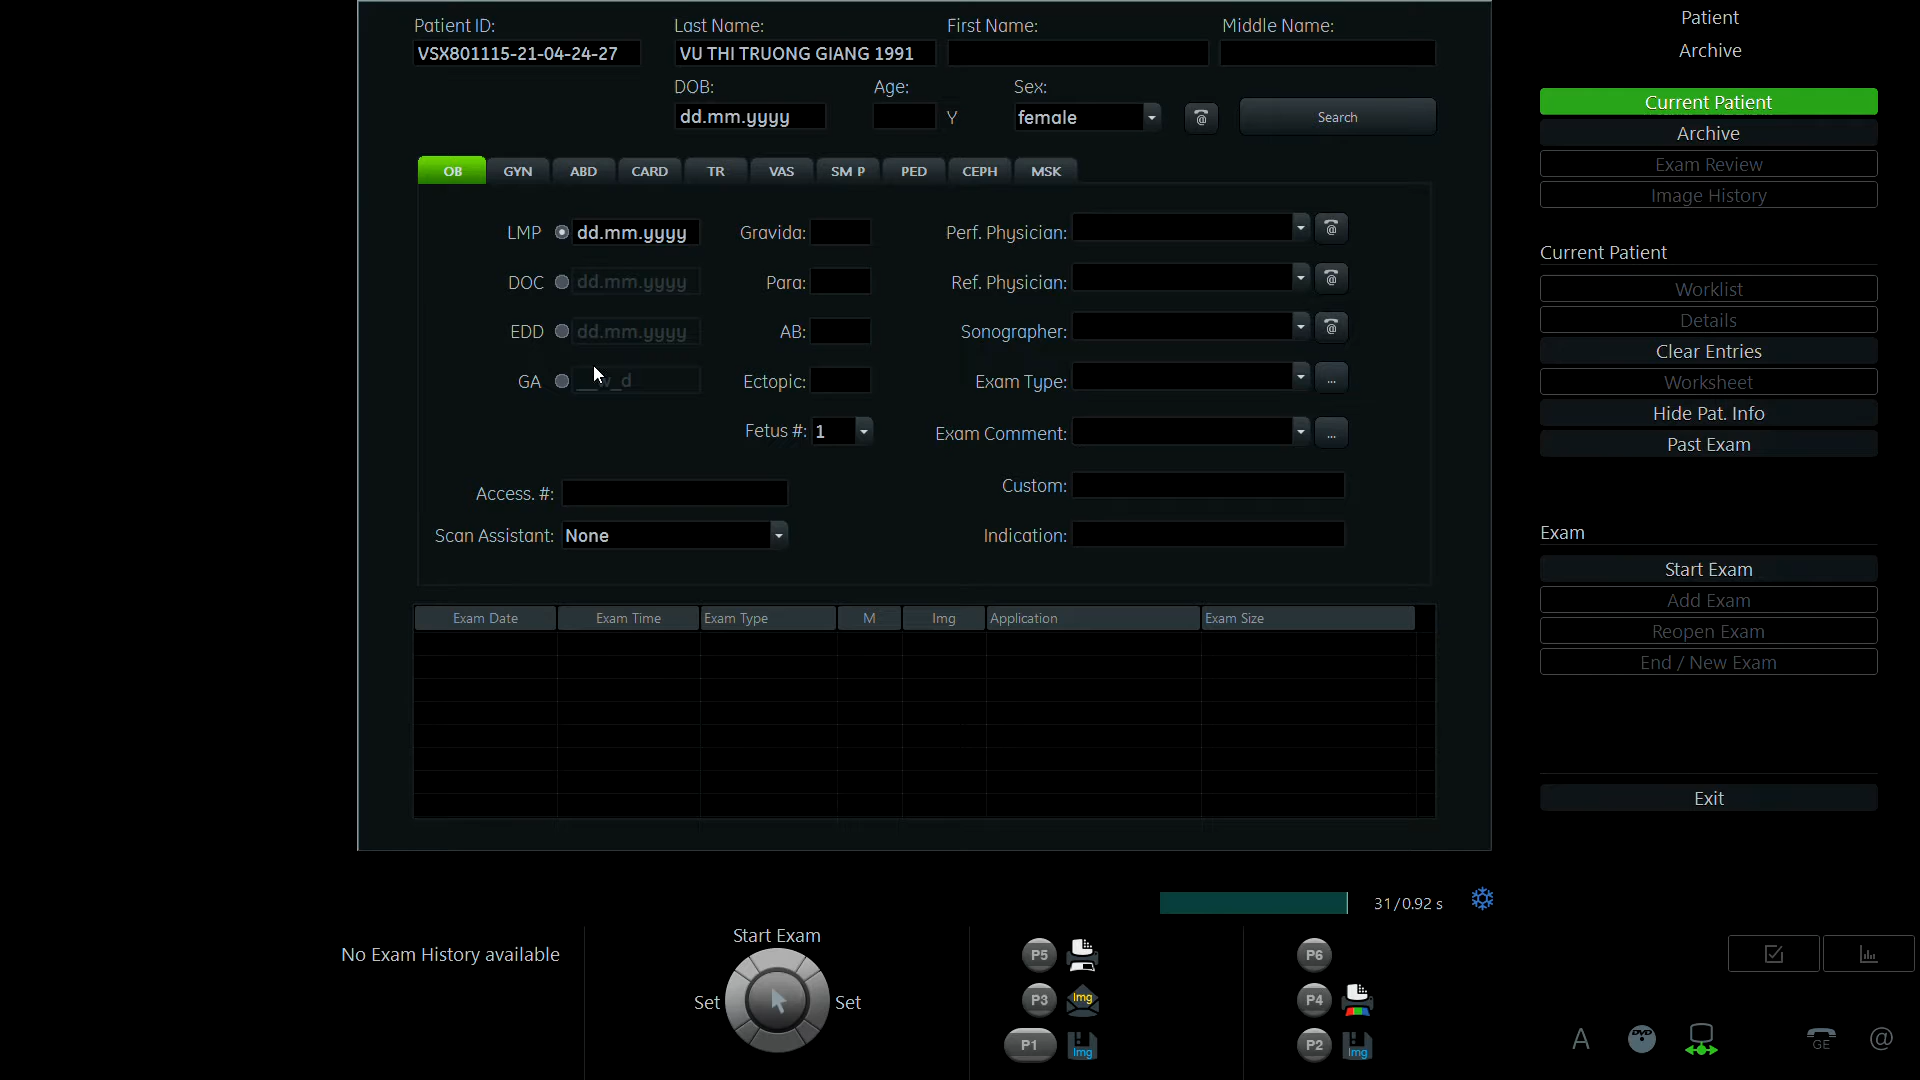 Patient ID: Last Name: First Name: Middle Name:
VSX801115-21-04-24-27 VU THI TRUONG GIANG 1991
DOB: Age: Sex:
dd.mm.yyyy Y female Search
OB GYN ABD CARD TR VAS SM P PED CEPH MSK
LMP dd.mm.yyyy Gravida: Perf. Physician:
DOC dd.mm.yyyy Para: Ref. Physician:
EDD dd.mm.yyyy AB: Sonographer:
GA __w_d Ectopic: Exam Type: ...
Fetus #: 1 Exam Comment: ...
Access. #: Custom:
Scan Assistant: None Indication:
Exam Date Exam Time Exam Type M Img Application Exam Size
Patient
Archive
Current Patient
Archive
Exam Review
Image History
Current Patient
Worklist
Details
Clear Entries
Worksheet
Hide Pat. Info
Past Exam
Exam
Start Exam
Add Exam
Reopen Exam
End / New Exam
Exit
31/0.92 s
No Exam History available
Start Exam
Set Set
P5
P3 Img
P1 Img
P6
P4
P2 Img
A DVD GE @